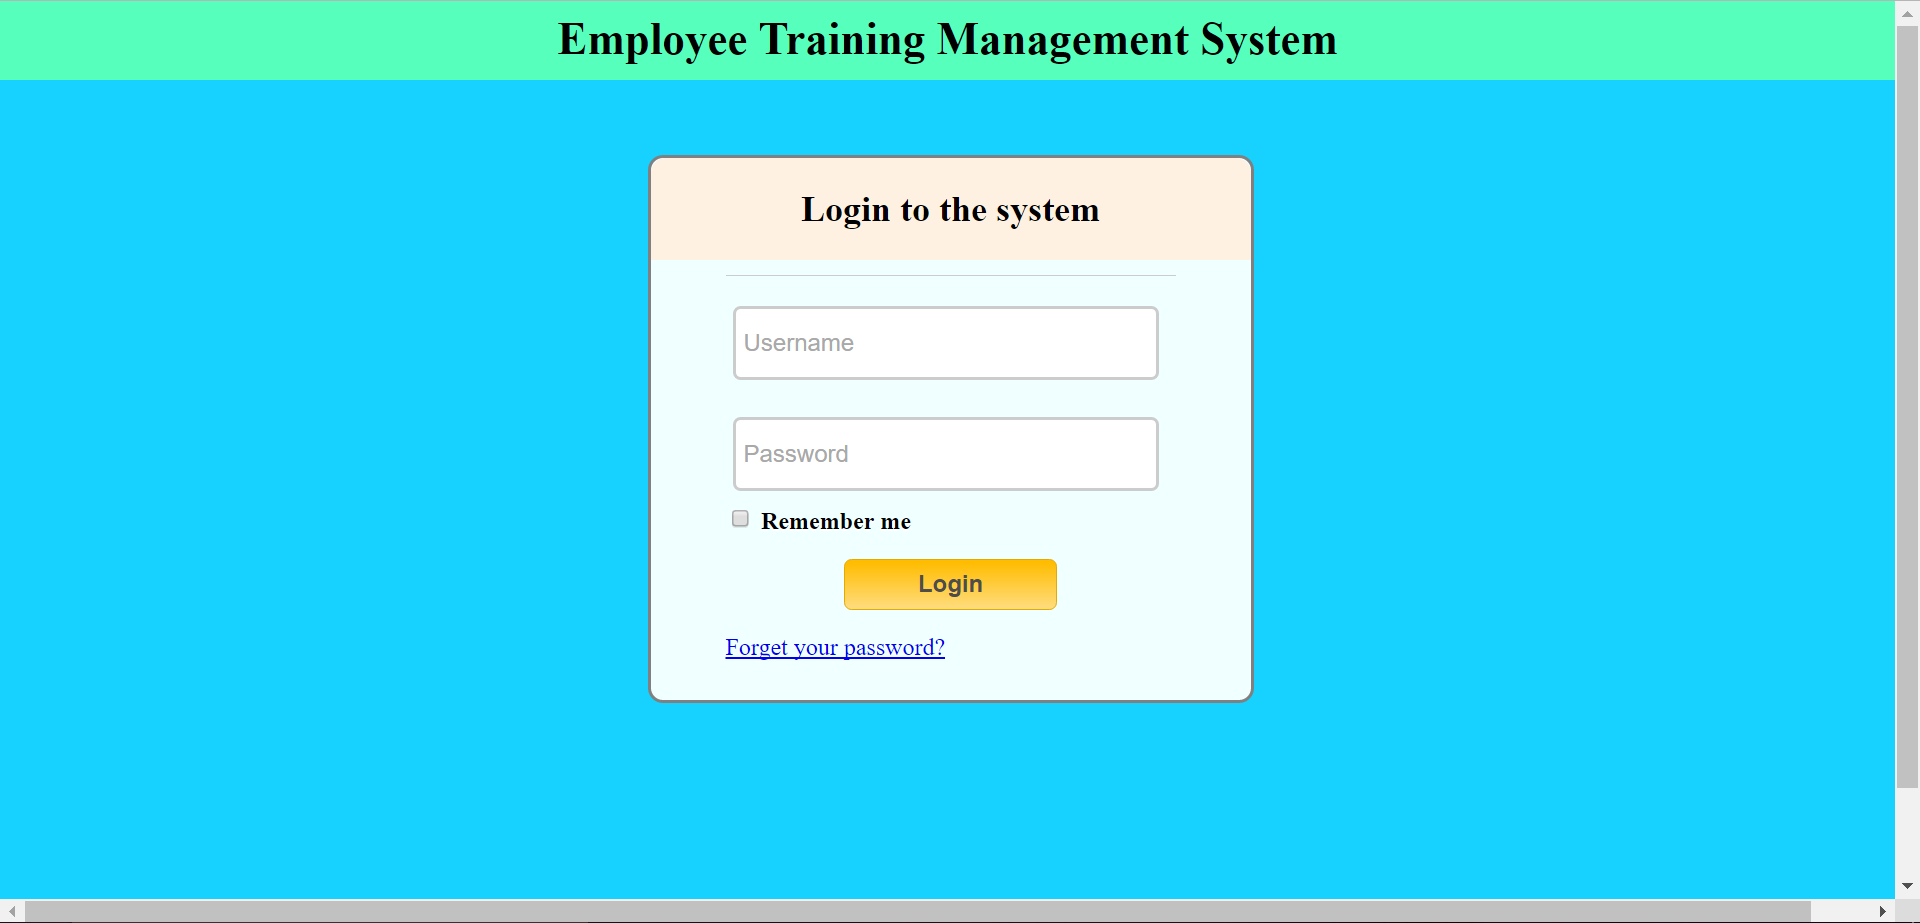 Employee Training Management System
Login to the system
Username
Password
Remember me
Login
Forget your password?